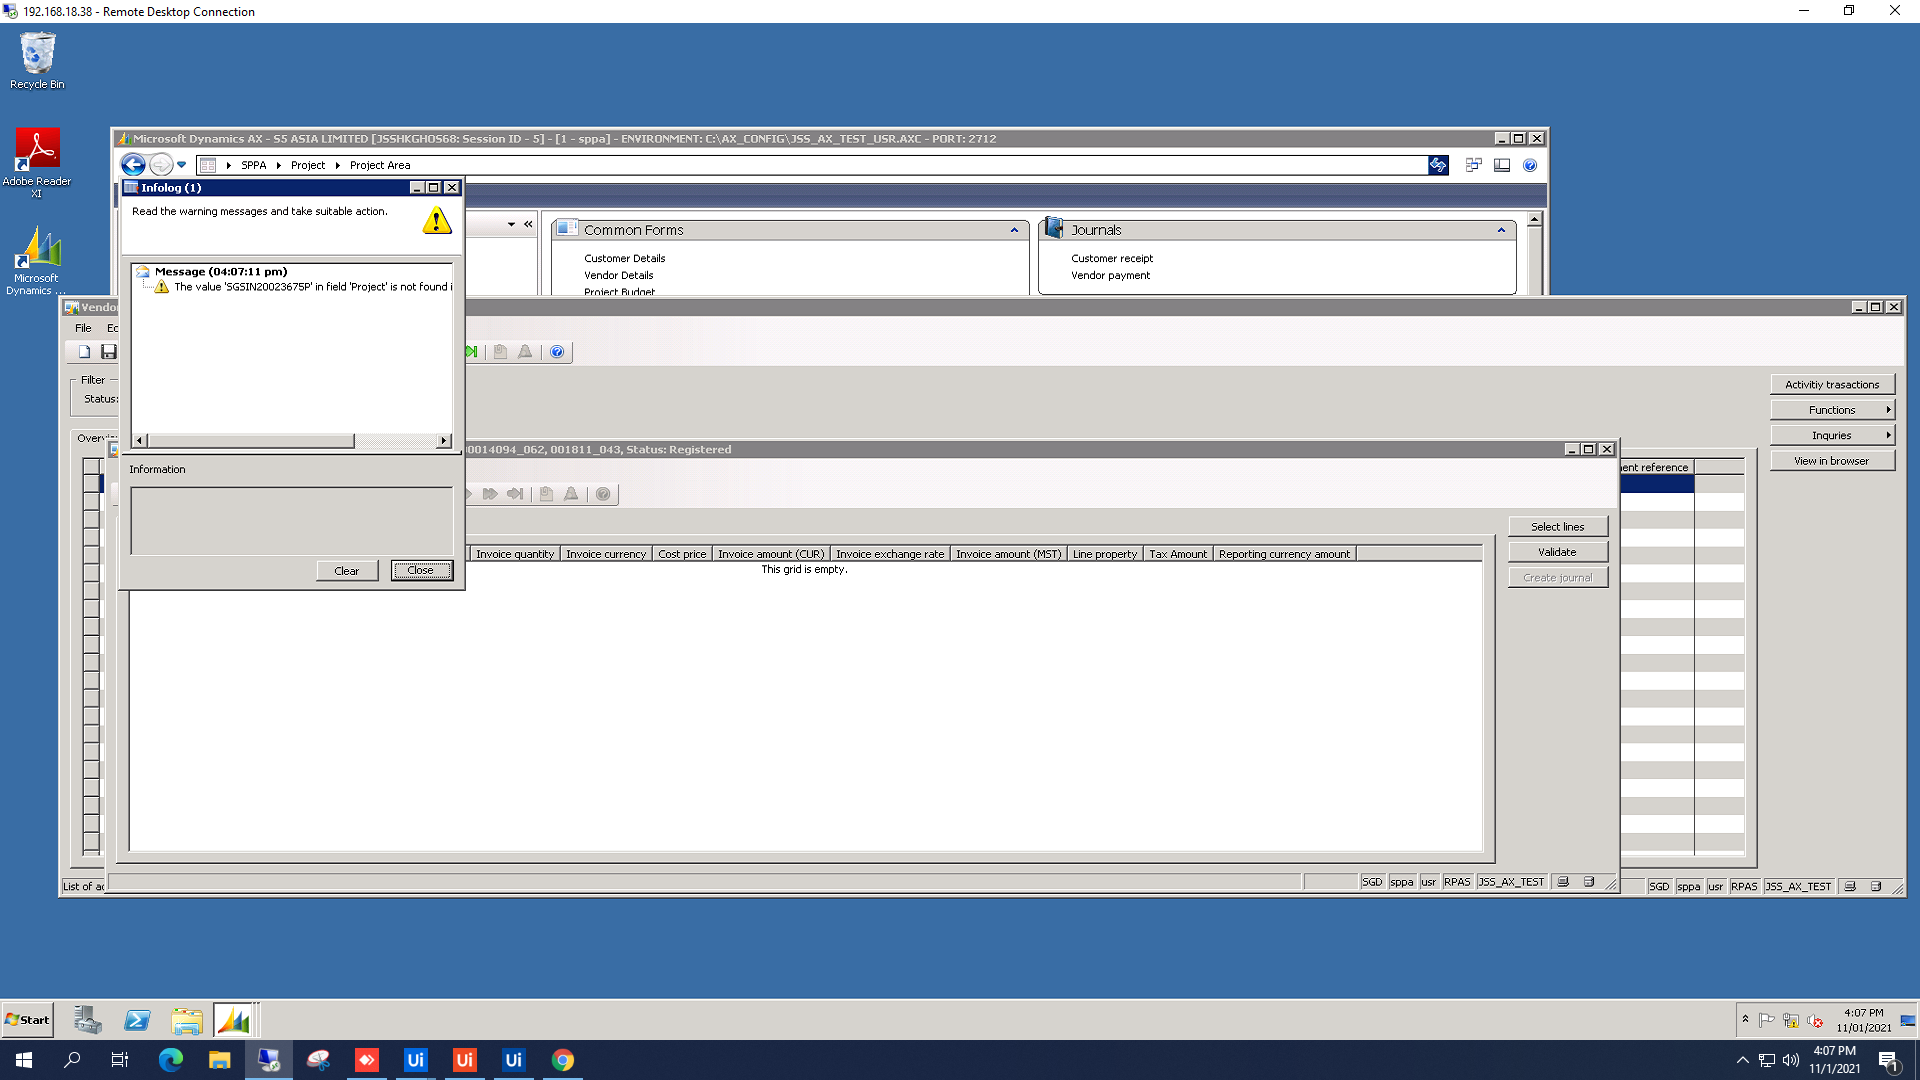 192.168.18.38 - Remote Desktop Connection
Recycle Bin
Adobe Reader
XI
Microsoft
Dynamics ...
Microsoft Dynamics AX - S5 ASIA LIMITED [JSSHKGHOS68: Session ID - 5] - [1 - sppa] - ENVIRONMENT: C:\AX_CONFIG\JSS_AX_TEST_USR.AXC - PORT: 2712
SPPA
Project
Project Area
Infolog (1)
Read the warning messages and take suitable action.
Message (04:07:11 pm)
The value 'SGSIN20023675P' in field 'Project' is not found i
Information
Clear
Close
Common Forms
Customer Details
Vendor Details
Project Budget
Journals
Customer receipt
Vendor payment
Vendo
File
Ec
Filter
Status:
Overvi
Activitiy trasactions
Functions
Inquries
View in browser
ent reference
0014094_062, 001811_043, Status: Registered
Select lines
Validate
Create journal
Invoice quantity
Invoice currency
Cost price
Invoice amount (CUR)
Invoice exchange rate
Invoice amount (MST)
Line property
Tax Amount
Reporting currency amount
This grid is empty.
SGD
sppa
usr
RPAS
JSS_AX_TEST
List of ac
SGD
sppa
usr
RPAS
JSS_AX_TEST
Start
4:07 PM
11/01/2021
Ui
Ui
Ui
4:07 PM
11/1/2021
1